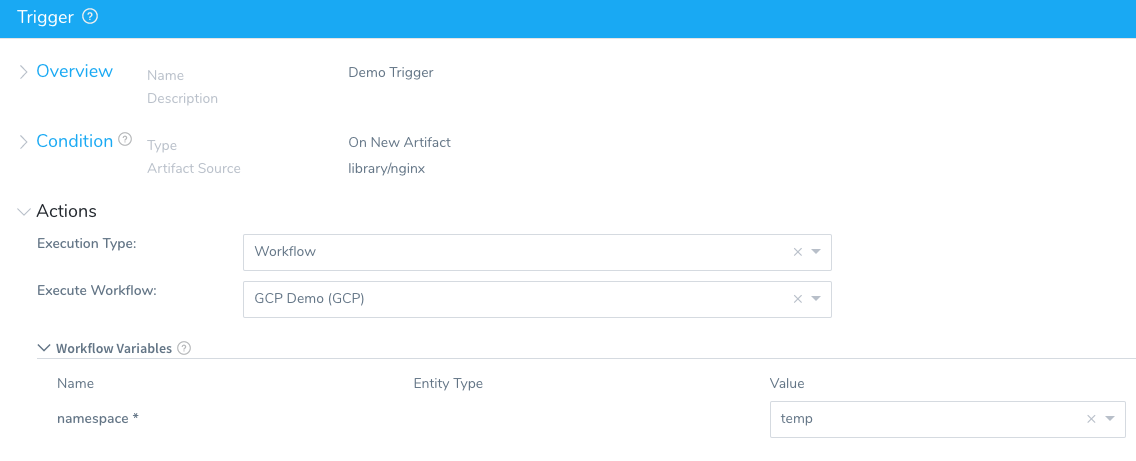 Trigger ?
Overview Name Demo Trigger
Description
Condition ? Type On New Artifact
Artifact Source library/nginx
Actions
Execution Type: Workflow
Execute Workflow: GCP Demo (GCP)
Workflow Variables ?
Name Entity Type Value
namespace * temp